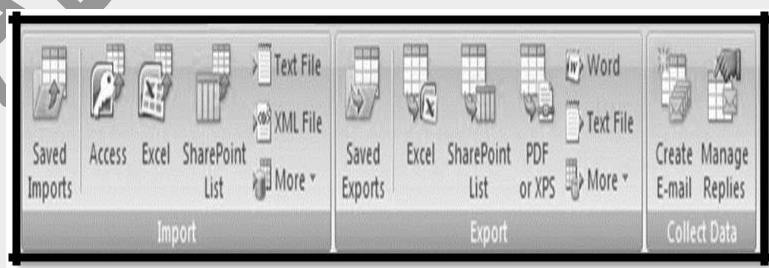 Saved
Imports
Access
Excel
SharePoint
List
Text File
XML File
More
Import
Saved
Exports
Excel
SharePoint
List
PDF
or XPS
Word
Text File
More
Export
Create
E-mail
Manage
Replies
Collect Data